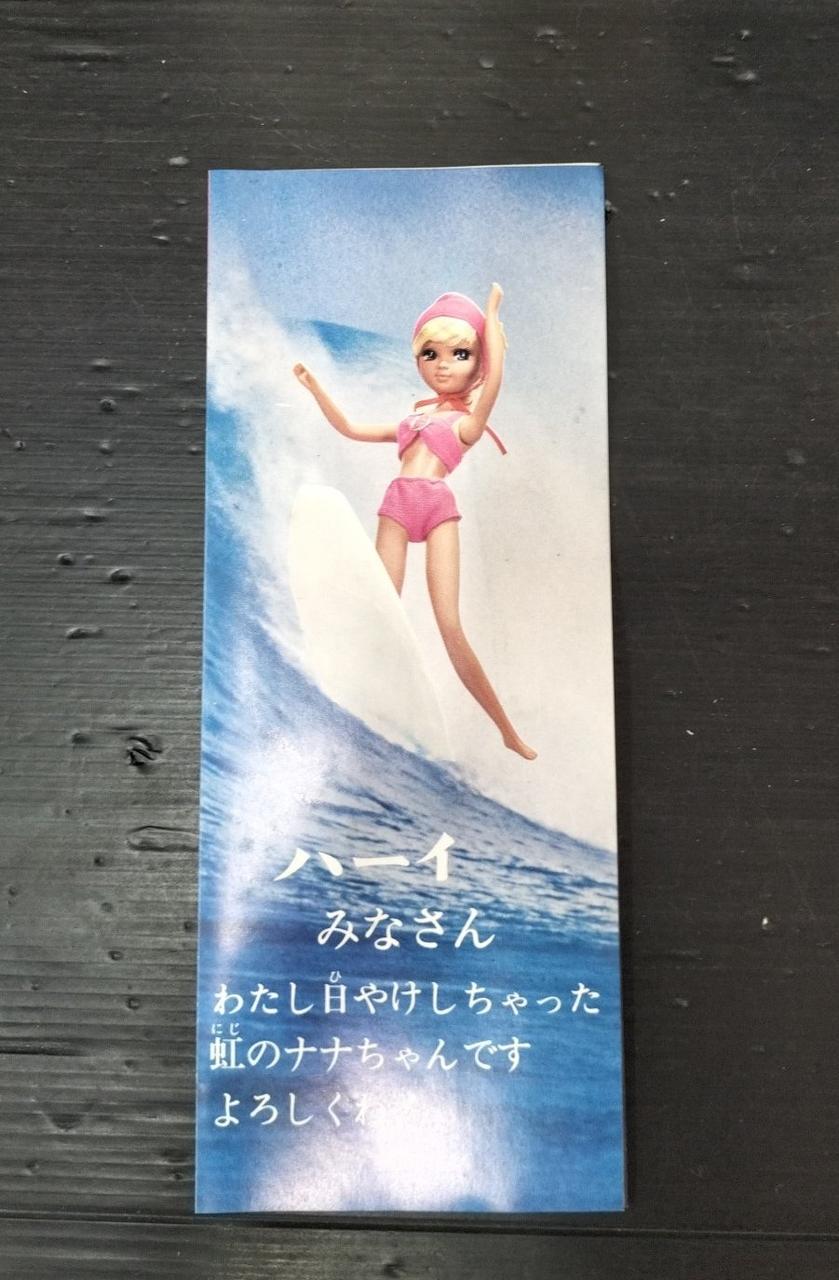 ハーイ
みなさん
わたし日やけしちゃった
虹のナナちゃんです
よろしくね